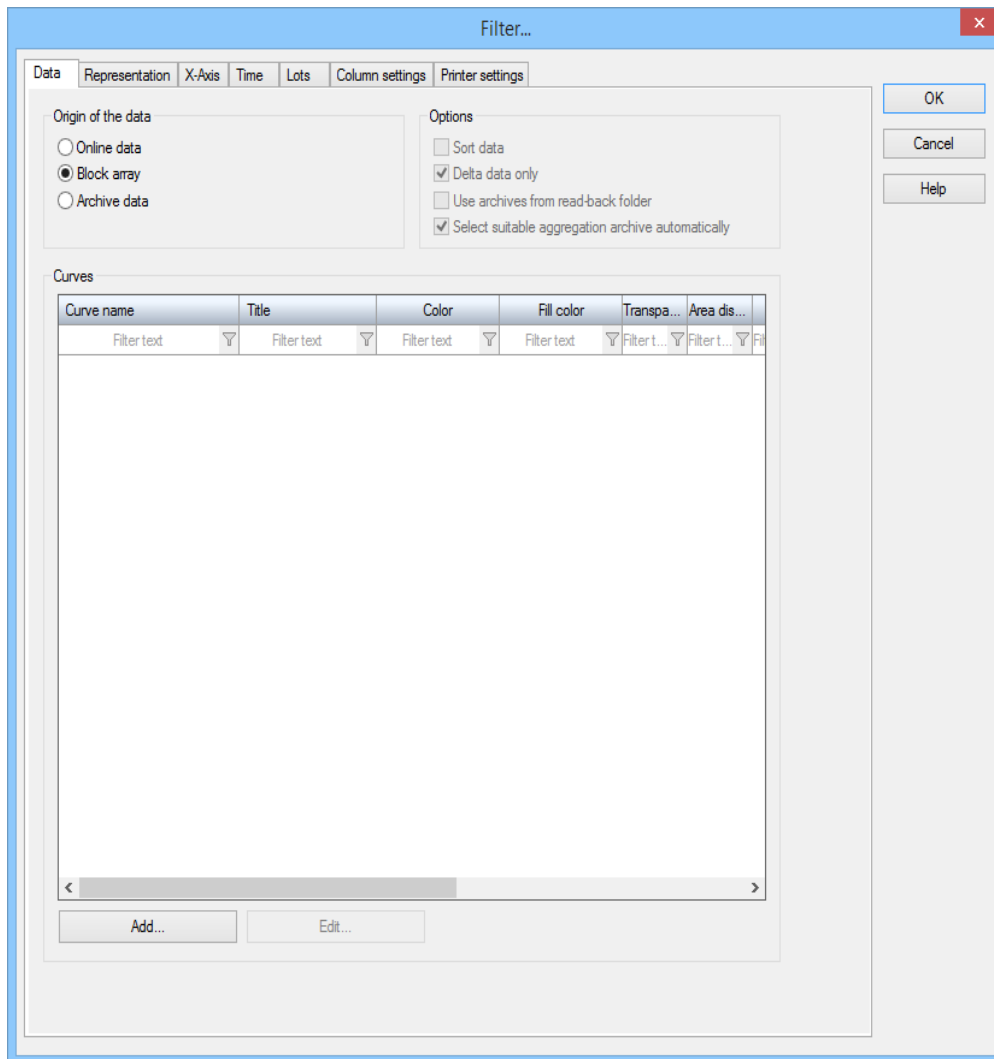 Filter...
Data Representation X-Axis Time Lots Column settings Printer settings
OK
Cancel
Help
Origin of the data
Online data
Block array
Archive data
Options
Sort data
Delta data only
Use archives from read-back folder
Select suitable aggregation archive automatically
Curves
Curve name Title Color Fill color Transpa... Area dis...
Filter text Filter text Filter text Filter text Filter t... Filter t... Fil
Add... Edit...